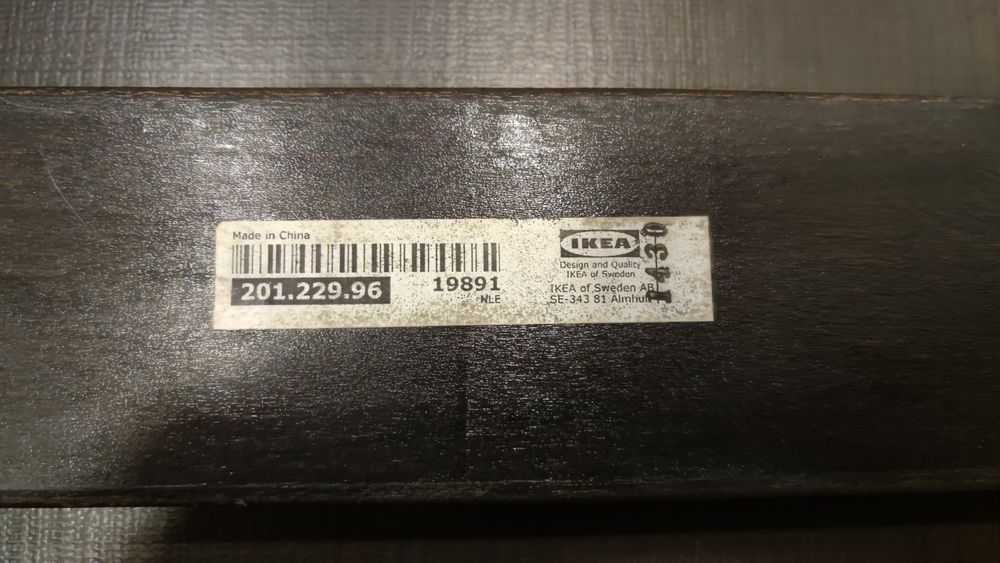 Made in China
201.229.96
19891
NLE
IKEA
Design and Quality
IKEA of Sweden
IKEA of Sweden AB
SE-343 81 Älmhult
1430